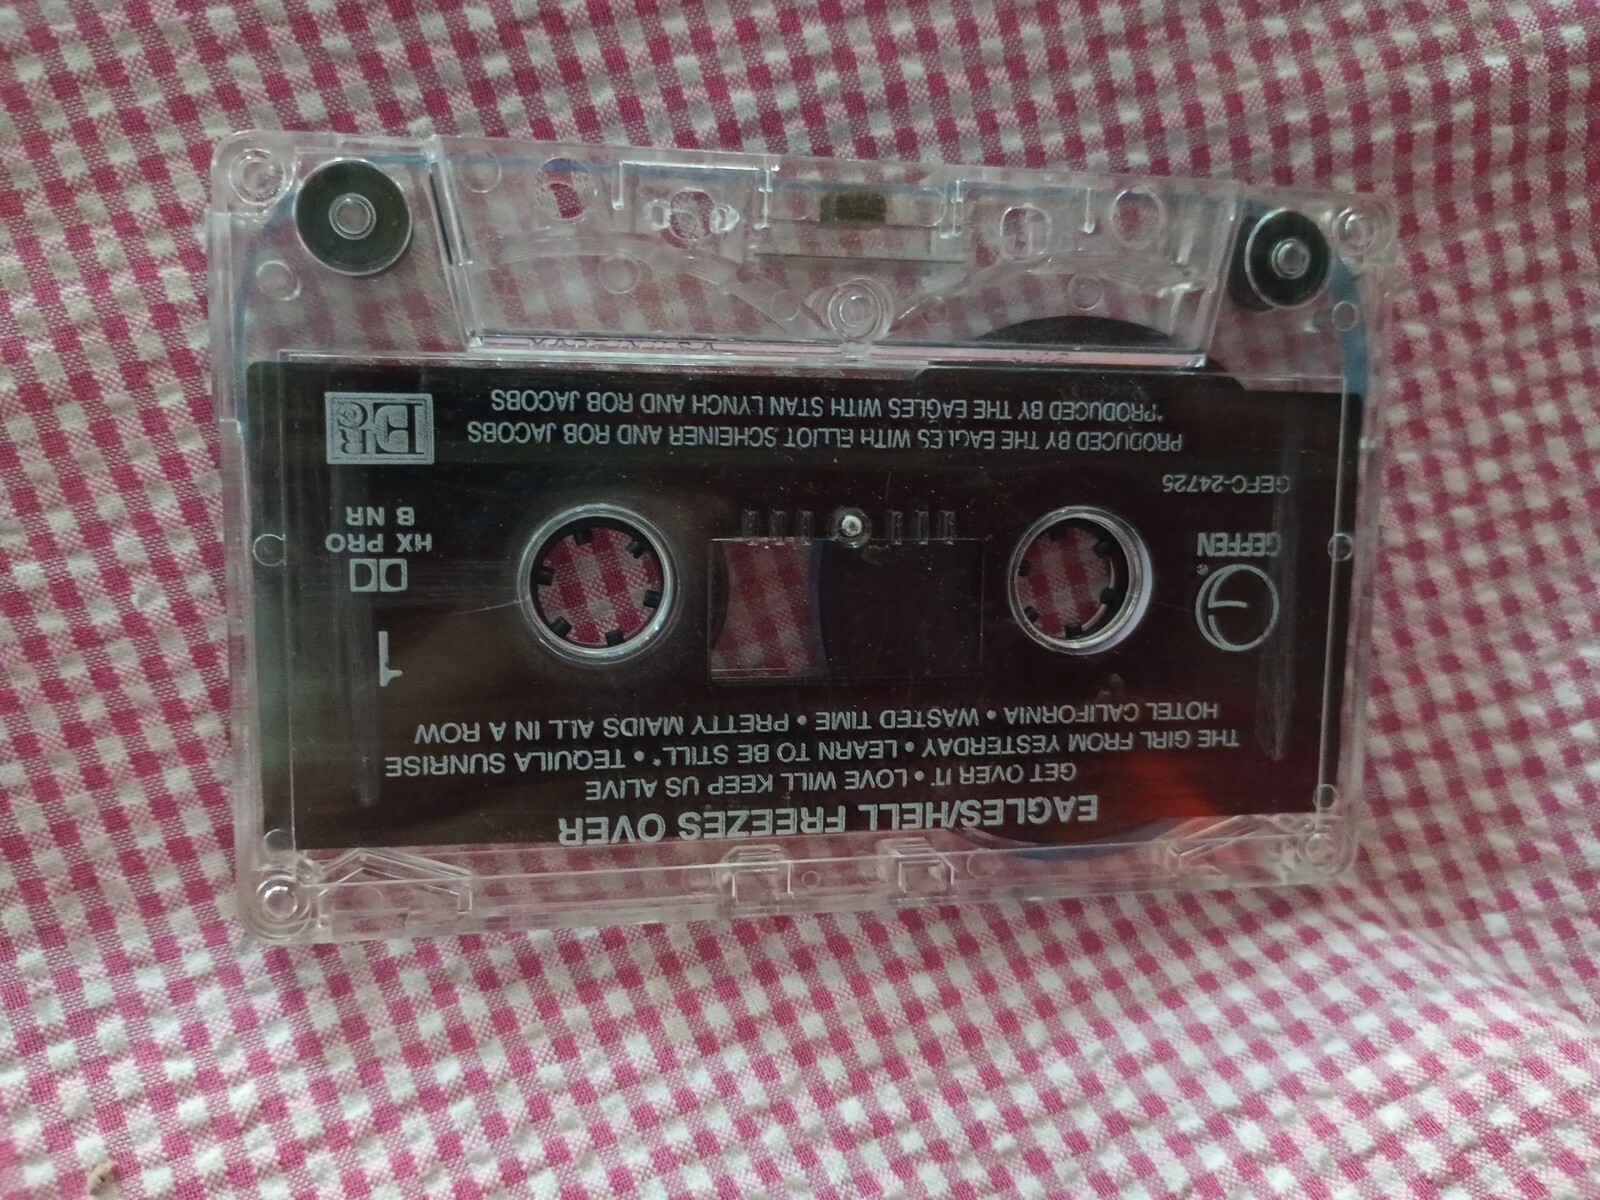 EAGLES/HELL FREEZES OVER
GET OVER IT • LOVE WILL KEEP US ALIVE
THE GIRL FROM YESTERDAY • LEARN TO BE STILL* • TEQUILA SUNRISE
HOTEL CALIFORNIA • WASTED TIME • PRETTY MAIDS ALL IN A ROW
1
HX PRO
B NR
GEFFEN
GEFC-24725
PRODUCED BY THE EAGLES WITH ELLIOT SCHEINER AND ROB JACOBS
*PRODUCED BY THE EAGLES WITH STAN LYNCH AND ROB JACOBS